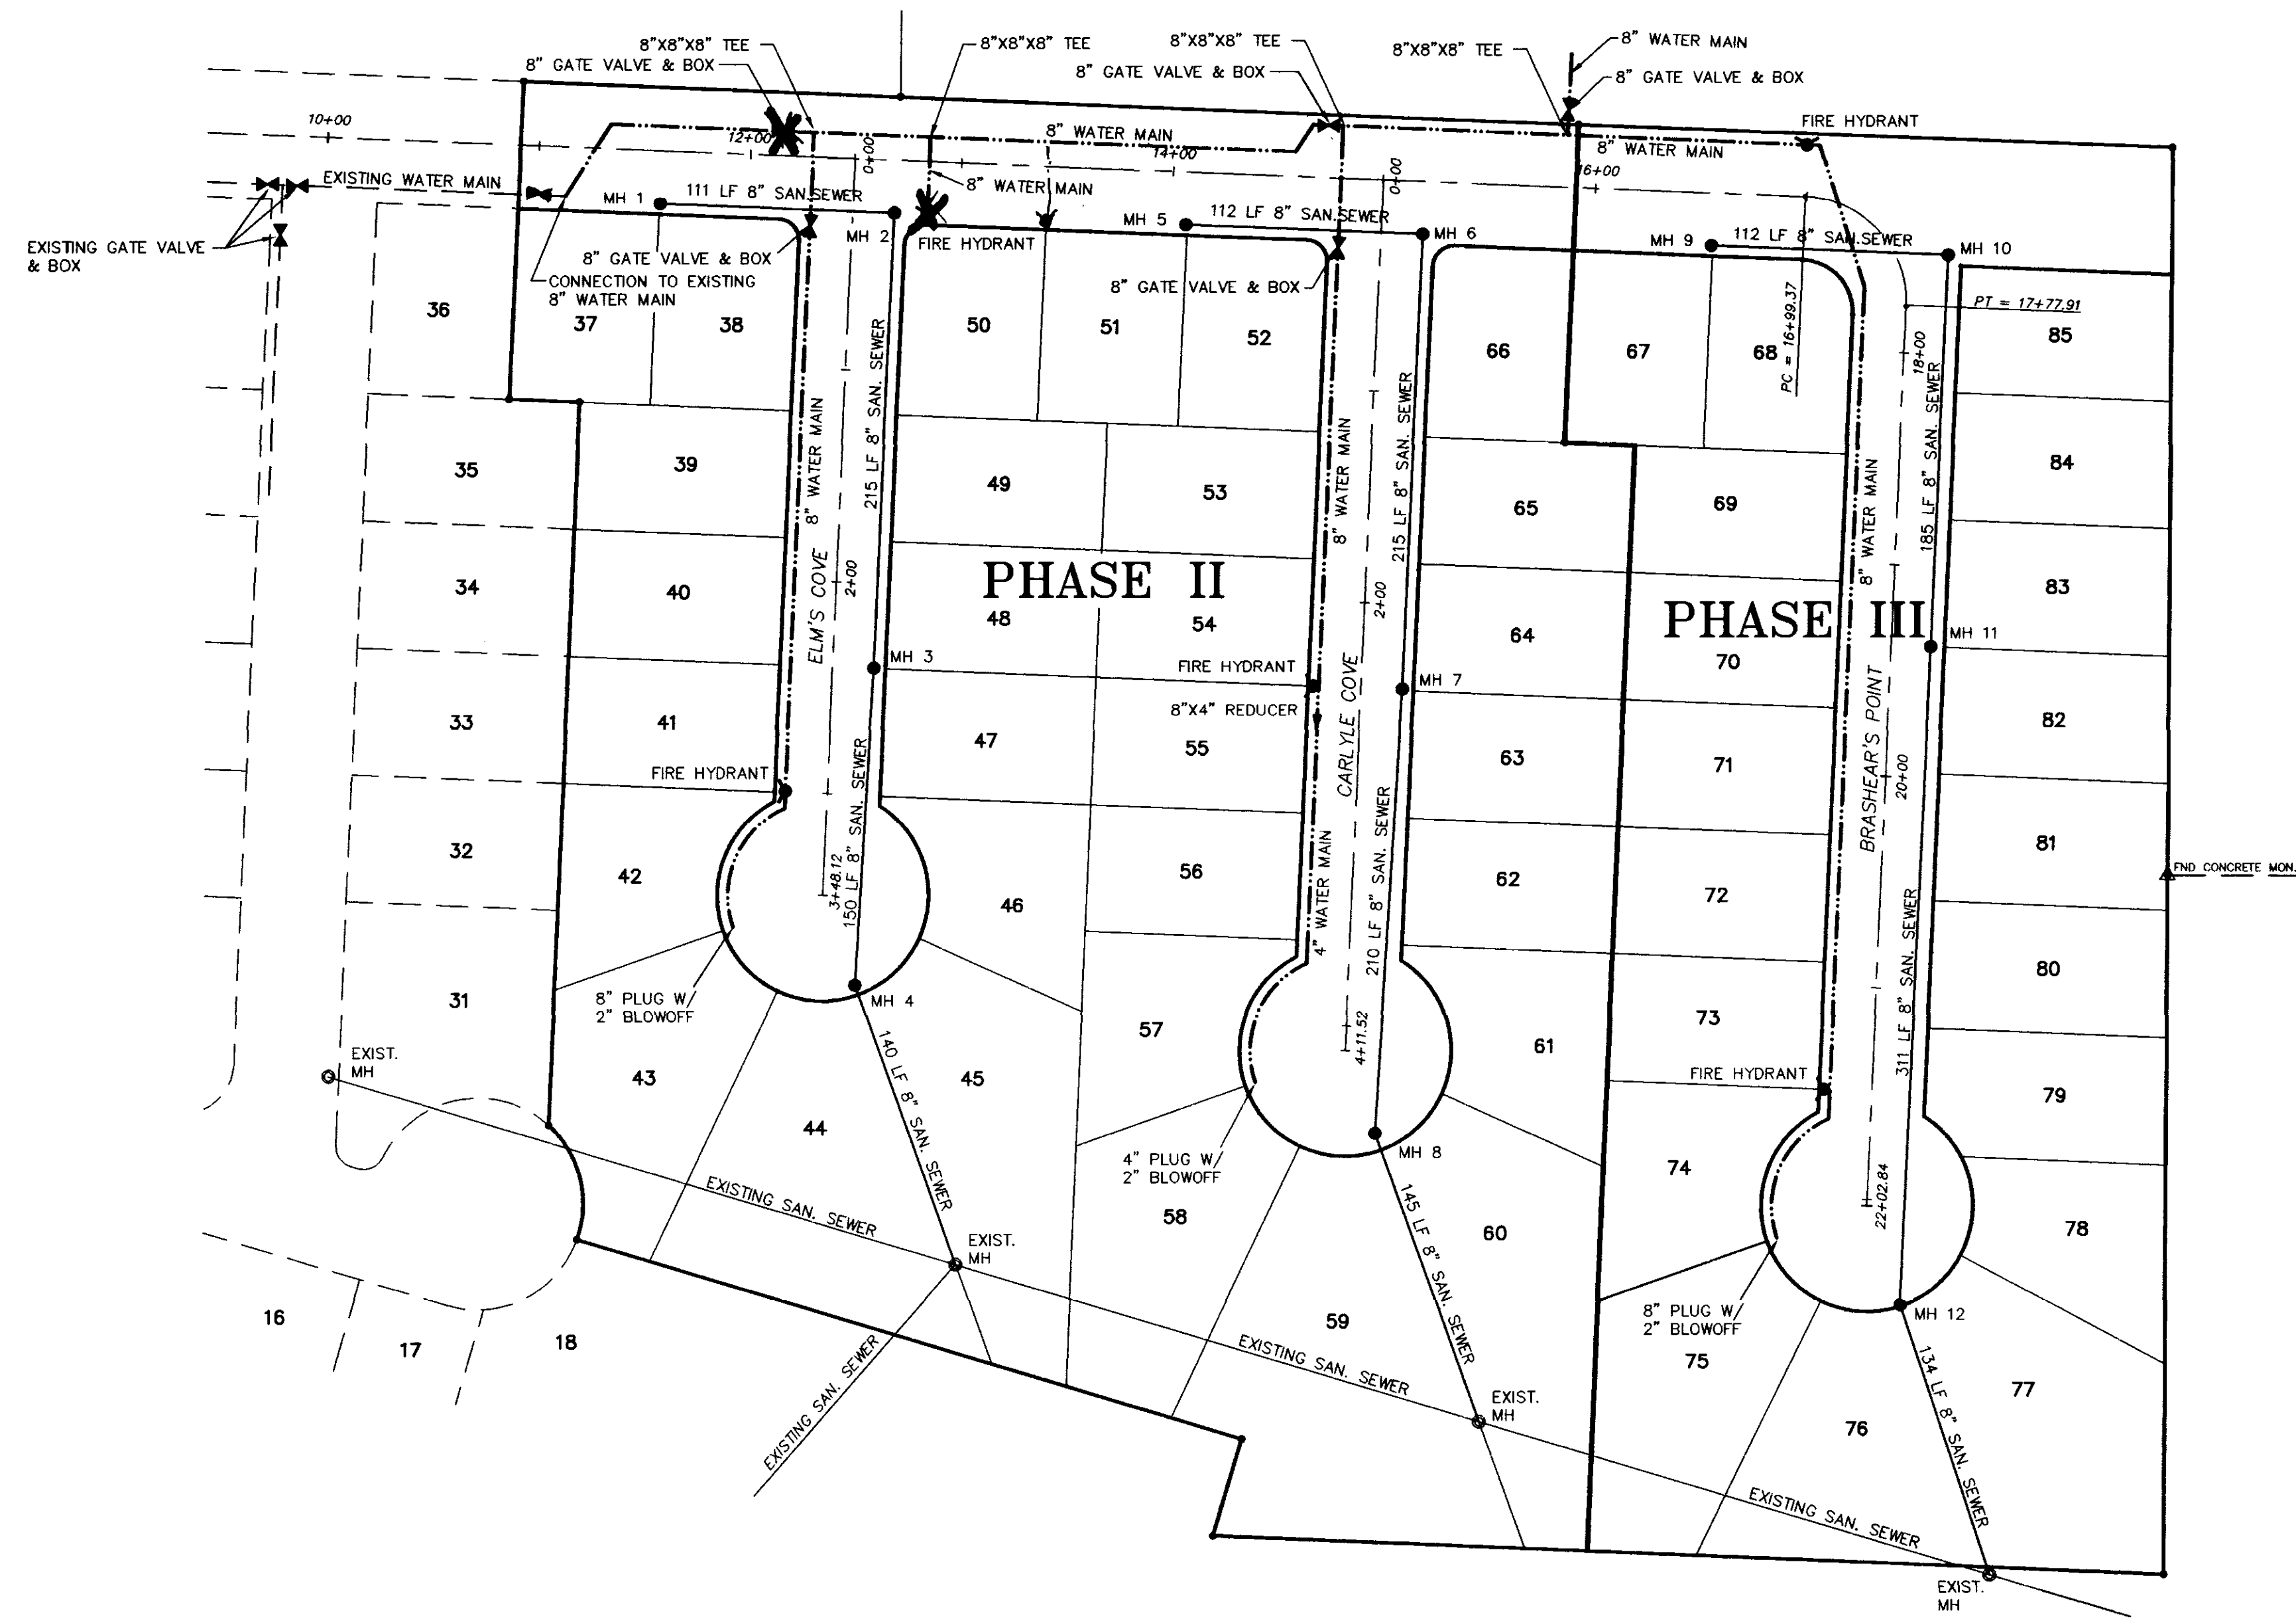 8"X8"X8" TEE
8" GATE VALVE & BOX
8"X8"X8" TEE
8"X8"X8" TEE
8" GATE VALVE & BOX
8"X8"X8" TEE
8" WATER MAIN
8" GATE VALVE & BOX
10+00
12+00
0+00
8" WATER MAIN
14+00
0+00
8" WATER MAIN
16+00
FIRE HYDRANT
EXISTING WATER MAIN
MH 1
111 LF 8" SAN.SEWER
MH 2
8" WATER MAIN
FIRE HYDRANT
MH 5
112 LF 8" SAN.SEWER
MH 6
MH 9
112 LF 8" SAN.SEWER
MH 10
EXISTING GATE VALVE
& BOX
8" GATE VALVE & BOX
CONNECTION TO EXISTING
8" WATER MAIN
8" GATE VALVE & BOX
PC = 16+99.37
PT = 17+77.91
18+00
36
37
38
50
51
52
66
67
68
85
35
39
49
53
65
69
84
8" WATER MAIN
215 LF 8" SAN. SEWER
8" WATER MAIN
215 LF 8" SAN. SEWER
8" WATER MAIN
185 LF 8" SAN. SEWER
34
40
ELM'S COVE
2+00
PHASE II
48
54
2+00
64
PHASE III
70
83
MH 3
FIRE HYDRANT
8"X4" REDUCER
CARLYLE COVE
MH 7
BRASHEAR'S POINT
MH 11
33
41
47
55
63
71
82
FIRE HYDRANT
20+00
32
42
3+48.12
150 LF 8" SAN. SEWER
46
56
4" WATER MAIN
210 LF 8" SAN. SEWER
62
72
311 LF 8" SAN. SEWER
81
FND CONCRETE MON.
31
8" PLUG W/
2" BLOWOFF
MH 4
57
4+11.52
61
73
80
EXIST.
MH
43
44
45
140 LF 8" SAN. SEWER
FIRE HYDRANT
79
EXISTING SAN. SEWER
EXIST.
MH
4" PLUG W/
2" BLOWOFF
58
MH 8
145 LF 8" SAN. SEWER
60
74
22+02.84
78
16
17
18
EXISTING SAN. SEWER
59
EXISTING SAN. SEWER
EXIST.
MH
8" PLUG W/
2" BLOWOFF
75
MH 12
134 LF 8" SAN. SEWER
76
77
EXISTING SAN. SEWER
EXIST.
MH